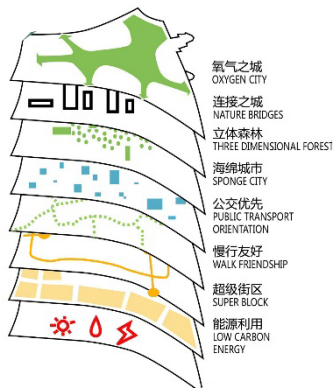 氧气之城
OXYGEN CITY
连接之城
NATURE BRIDGES
立体森林
THREE DIMENSIONAL FOREST
海绵城市
SPONGE CITY
公交优先
PUBLIC TRANSPORT
ORIENTATION
慢行友好
WALK FRIENDSHIP
超级街区
SUPER BLOCK
能源利用
LOW CARBON
ENERGY